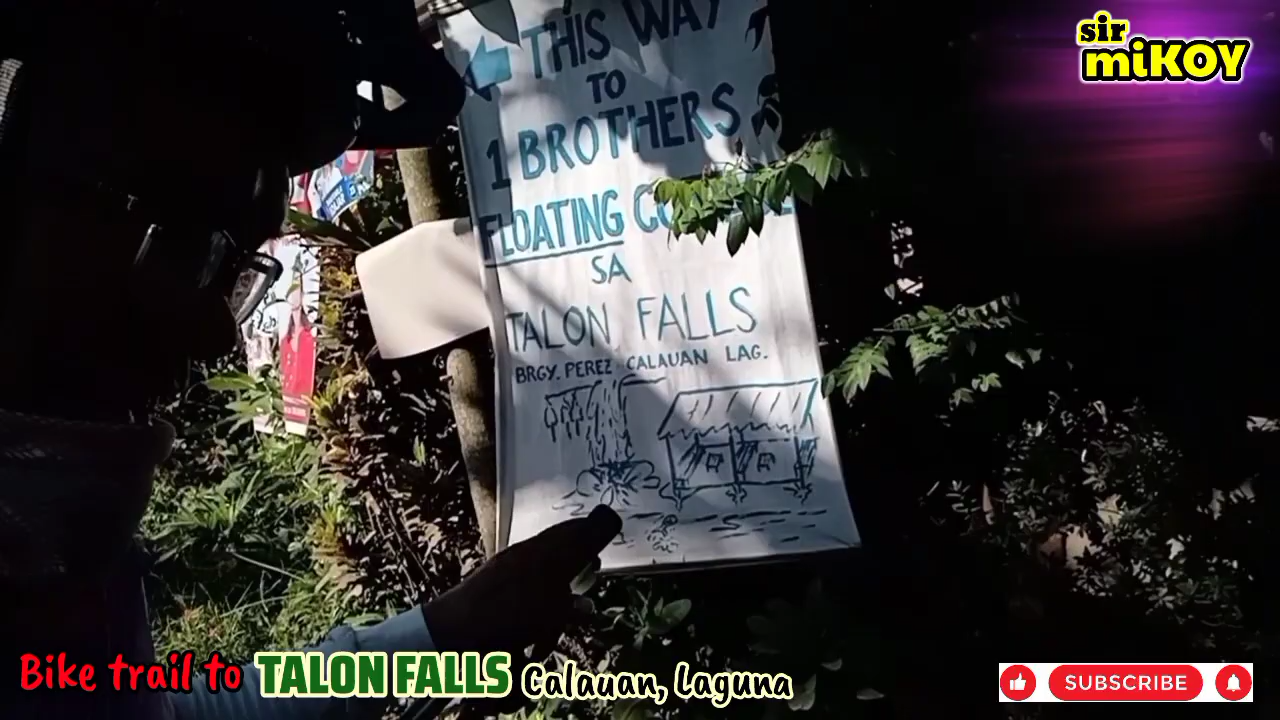 THIS WAY
TO
1 BROTHERS
FLOATING
SA
TALON FALLS
BRGY. PEREZ CALAUAN LAG.
sir
miKOY
Bike trail to TALON FALLS Calauan, Laguna
SUBSCRIBE